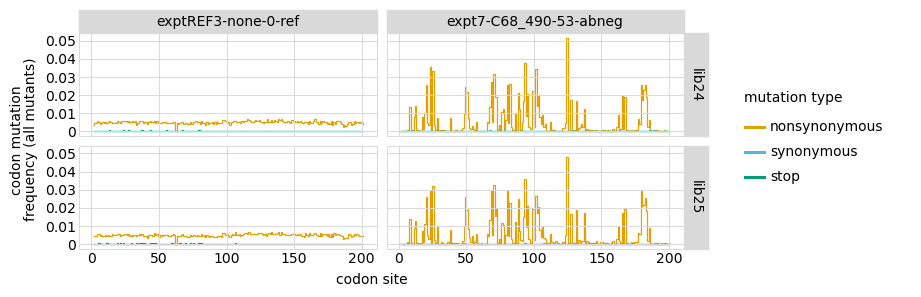 exptREF3-none-0-ref
expt7-C68_490-53-abneg
codon mutation
frequency (all mutants)
0.05
0.04
0.03
0.02
0.01
0
lib24
0.05
0.04
0.03
0.02
0.01
0
lib25
0
50
100
150
200
0
50
100
150
200
codon site
mutation type
nonsynonymous
synonymous
stop